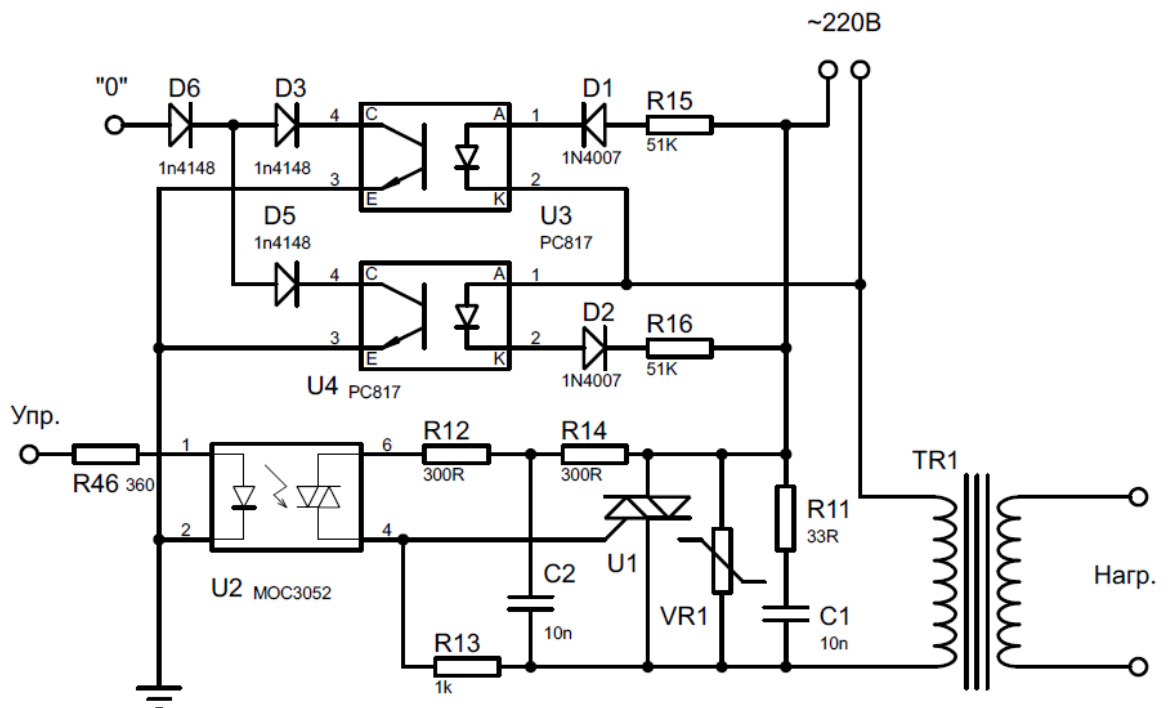 ~220В
"0"
D6
D3
D1
R15
4
C
A
1
1n4148
1n4148
1N4007
51K
3
E
K
2
U3
PC817
D5
1n4148
4
C
A
1
D2
R16
3
E
K
2
1N4007
51K
U4 PC817
Упр.
R12
R14
1
6
300R
300R
TR1
R46 360
R11
33R
2
4
U1
U2 MOC3052
C2
10n
VR1
C1
10n
Нагр.
R13
1k